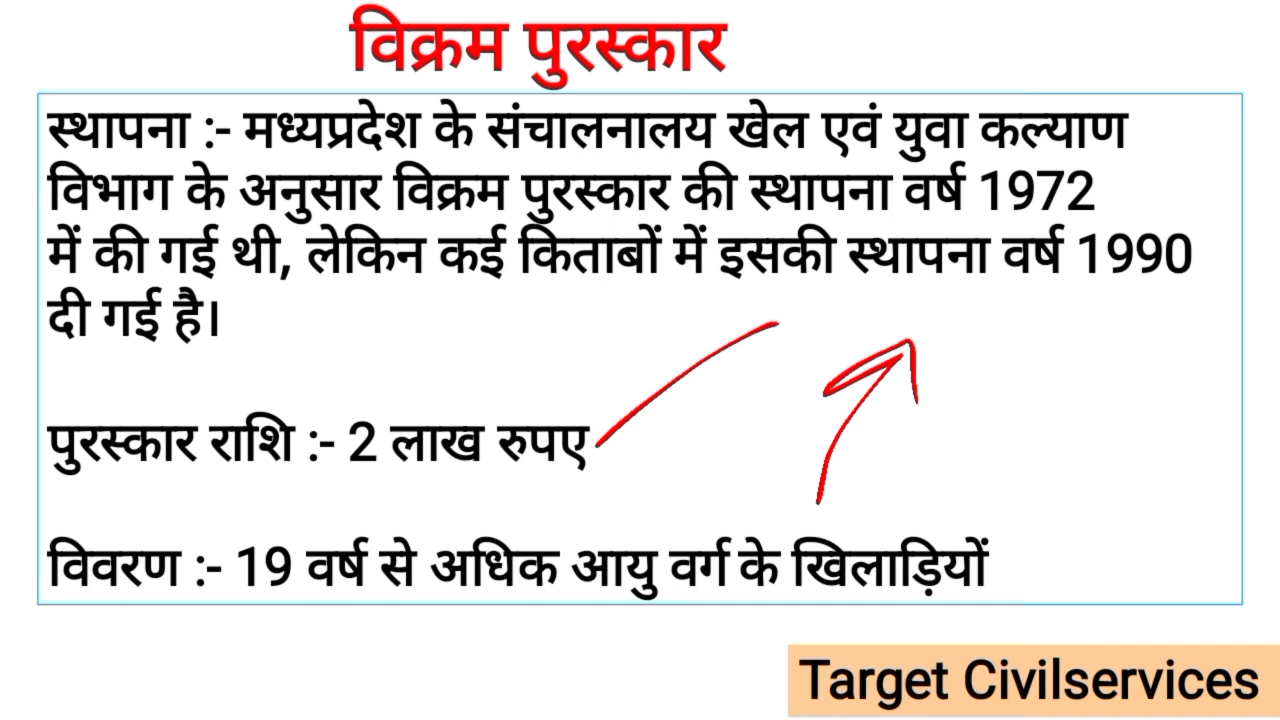 विक्रम पुरस्कार
स्थापना :- मध्यप्रदेश के संचालनालय खेल एवं युवा कल्याण
विभाग के अनुसार विक्रम पुरस्कार की स्थापना वर्ष 1972
में की गई थी, लेकिन कई किताबों में इसकी स्थापना वर्ष 1990
दी गई है।
पुरस्कार राशि :- 2 लाख रुपए
विवरण :- 19 वर्ष से अधिक आयु वर्ग के खिलाड़ियों
Target Civilservices